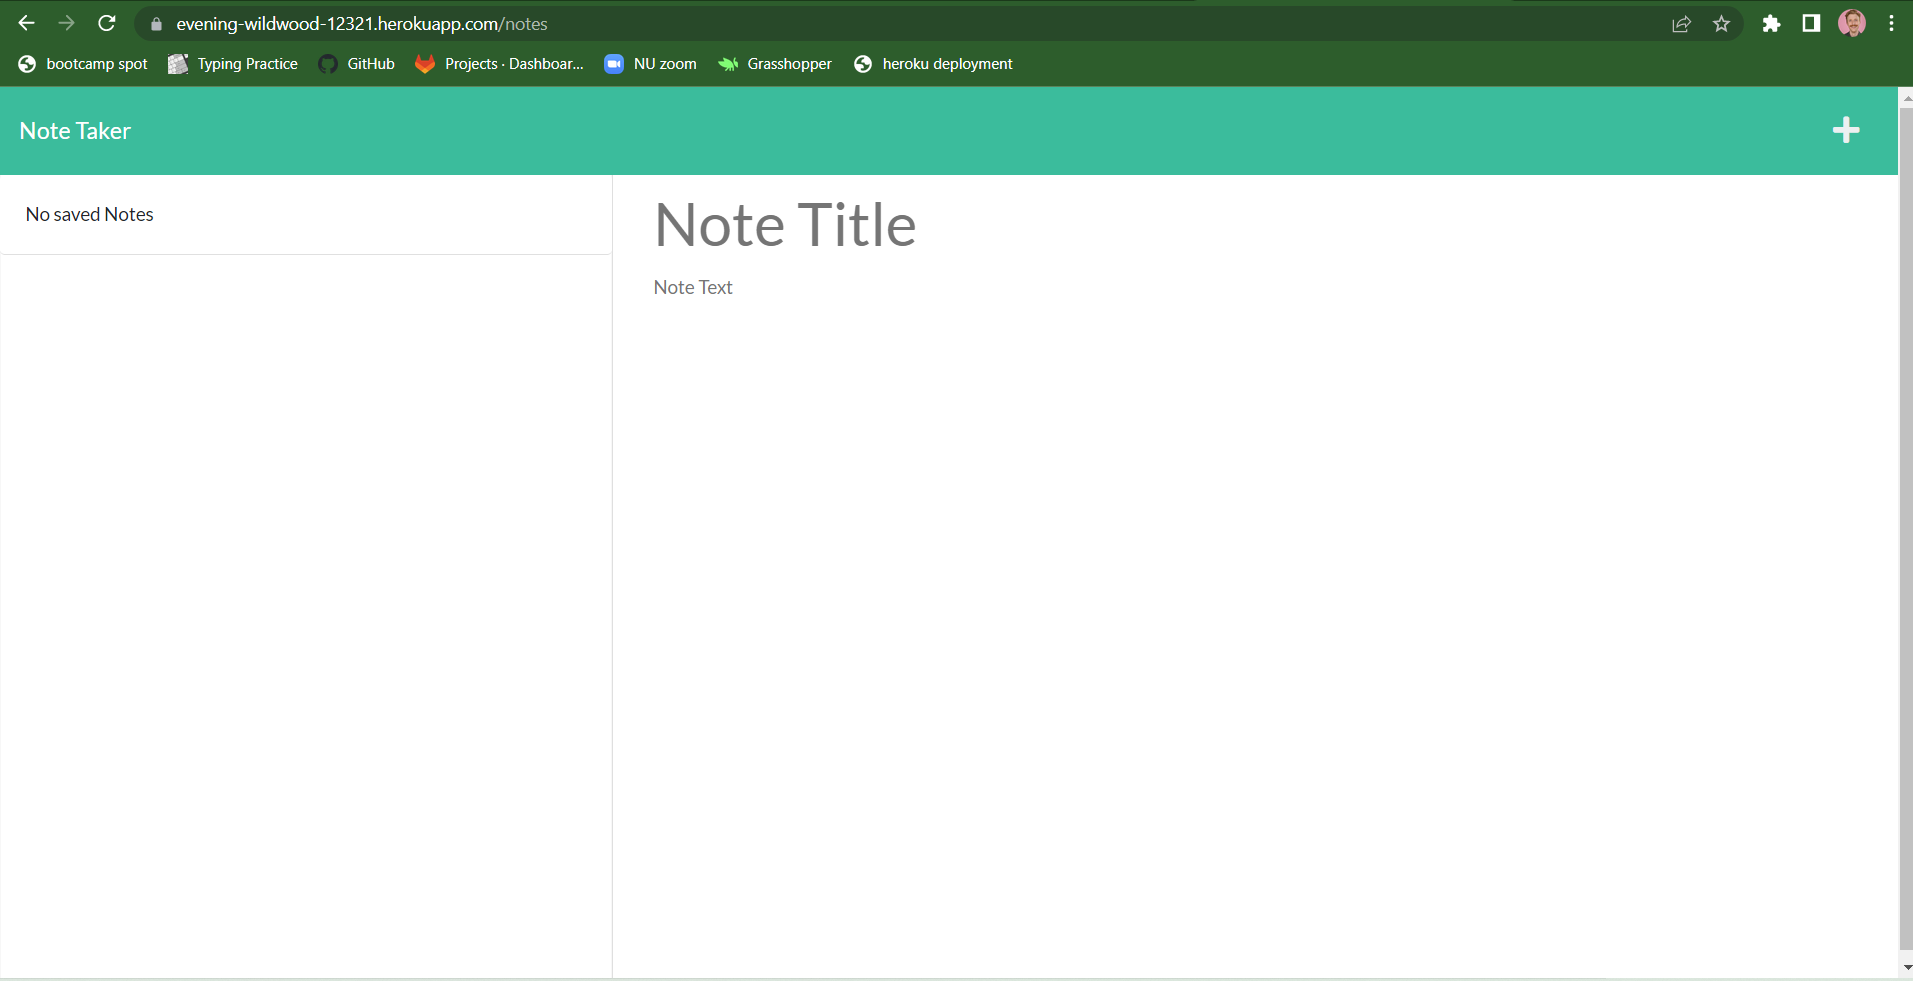 evening-wildwood-12321.herokuapp.com/notes
bootcamp spot Typing Practice GitHub Projects · Dashboar... NU zoom Grasshopper heroku deployment
Note Taker
No saved Notes
Note Title
Note Text